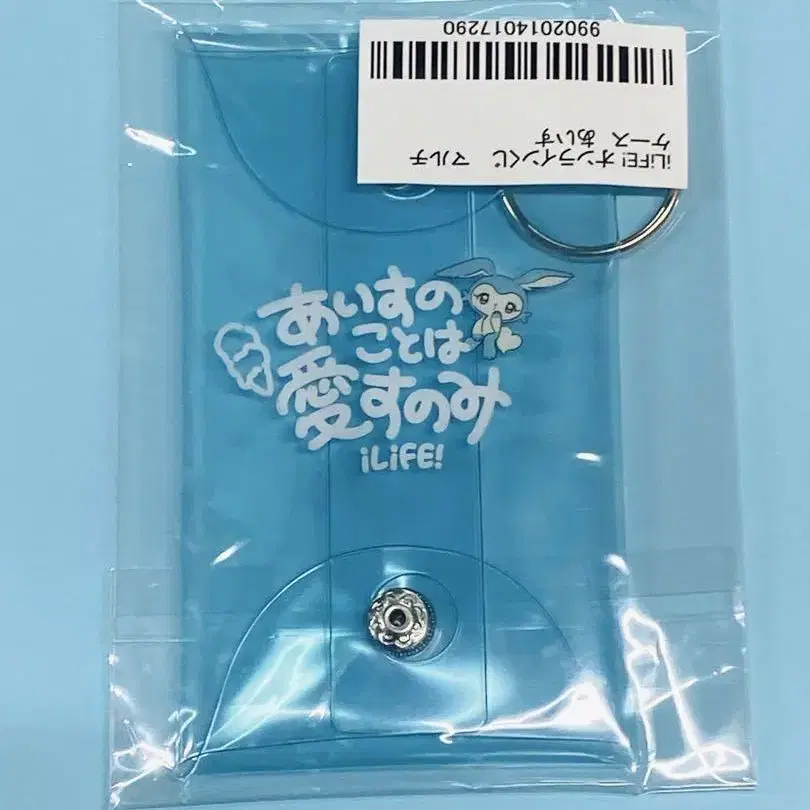 iLiFE! オンラインくじ　マルチ
ケース　あいす
9902014017290
あいすの
ことは
愛すのみ
iLiFE!